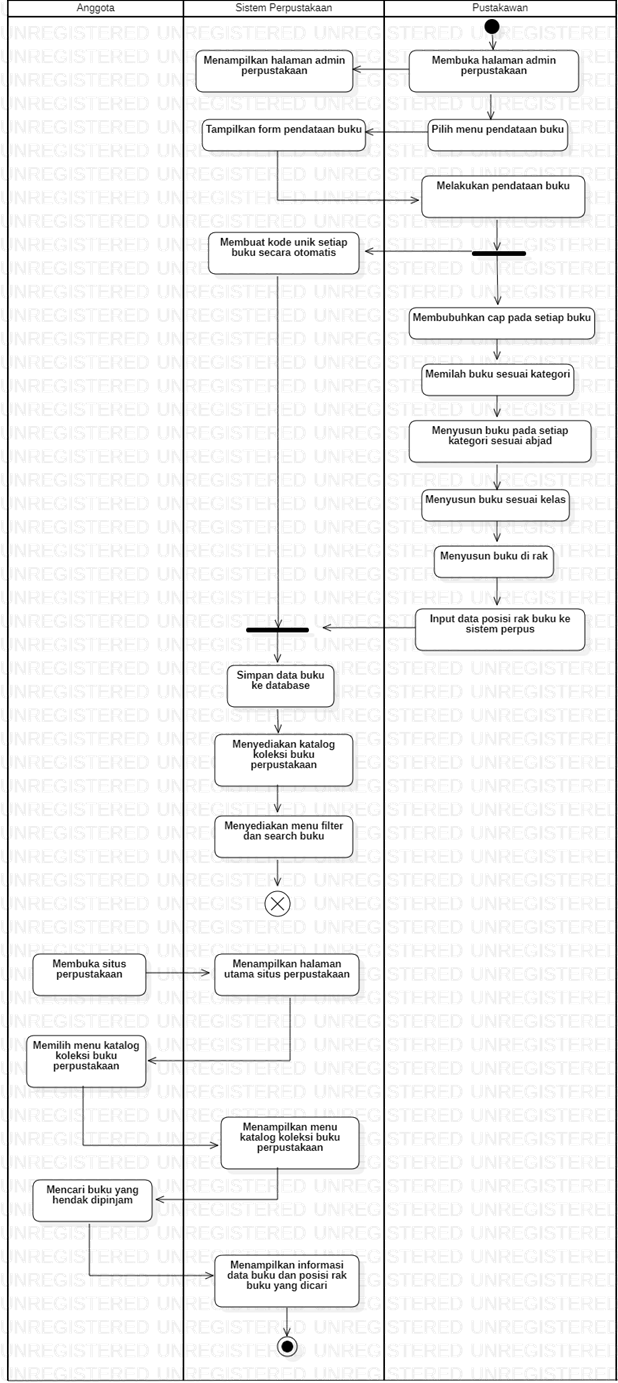 Anggota
Sistem Perpustakaan
Pustakawan
Menampilkan halaman admin
perpustakaan
Membuka halaman admin
perpustakaan
Tampilkan form pendataan buku
Pilih menu pendataan buku
Melakukan pendataan buku
Membuat kode unik setiap
buku secara otomatis
Membubuhkan cap pada setiap buku
Memilah buku sesuai kategori
Menyusun buku pada setiap
kategori sesuai abjad
Menyusun buku sesuai kelas
Menyusun buku di rak
Input data posisi rak buku ke
sistem perpus
Simpan data buku
ke database
Menyediakan katalog
koleksi buku
perpustakaan
Menyediakan menu filter
dan search buku
Membuka situs
perpustakaan
Menampilkan halaman
utama situs perpustakaan
Memilih menu katalog
koleksi buku
perpustakaan
Menampilkan menu
katalog koleksi buku
perpustakaan
Mencari buku yang
hendak dipinjam
Menampilkan informasi
data buku dan posisi rak
buku yang dicari
UNREGISTERED